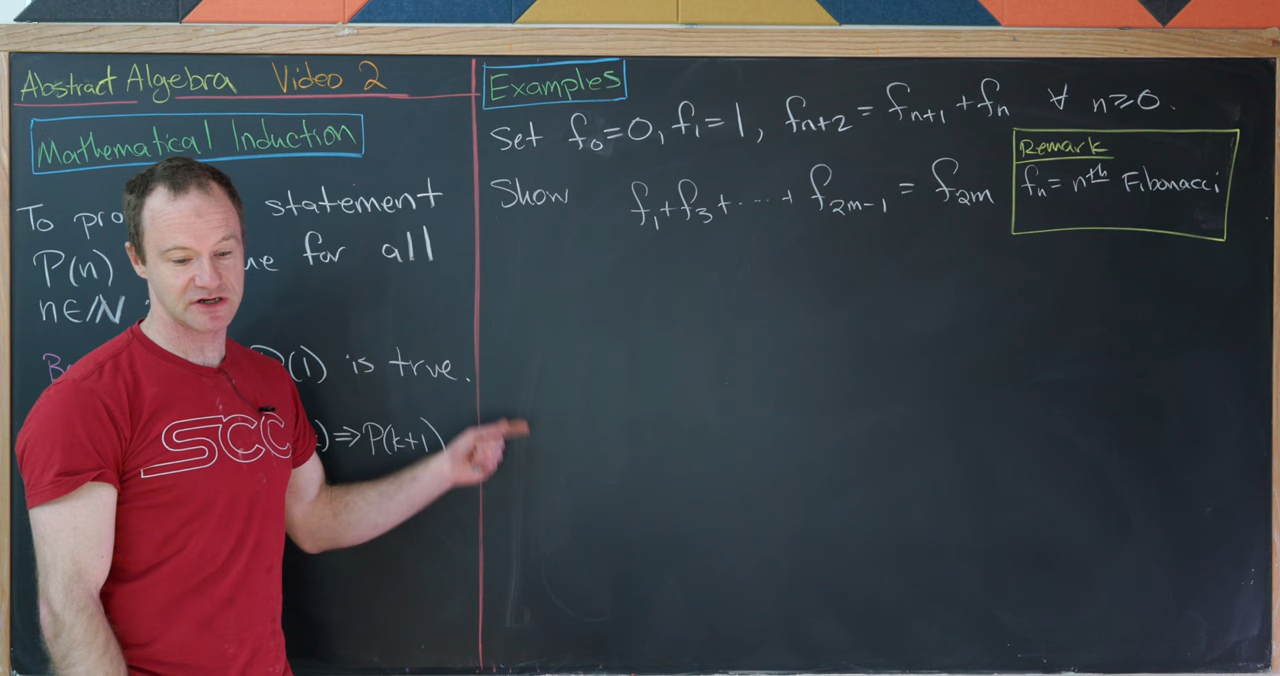 Abstract Algebra Video 2
Mathematical Induction
To pro statement
P(n) ue for all
n∈ℕ
P(1) is true.
)⇒P(k+1)
SCC
Examples
Set f₀=0, f₁=1, fₙ₊₂=fₙ₊₁+fₙ ∀ n≥0.
Show f₁+f₃+⋯+f₂ₘ₋₁=f₂ₘ
Remark
fₙ=nth Fibonacci